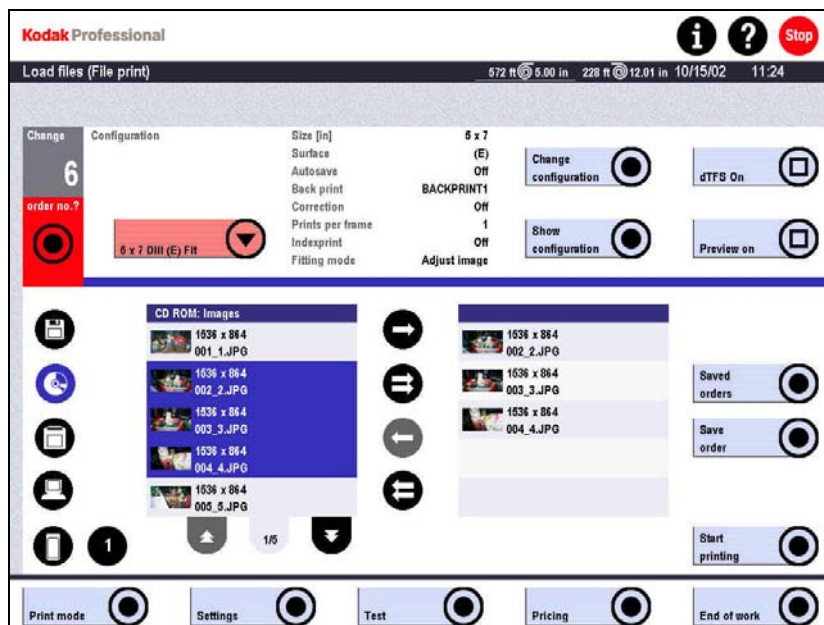 Kodak Professional
i ? Stop
Load files (File print) 572 ft 5.00 in 228 ft 12.01 in 10/15/02 11:24
Change
6
order no.?
Configuration
5 x 7 Dill (E) Fit
Size [in] 5 x 7
Surface (E)
Autosave Off
Back print BACKPRINT1
Correction Off
Prints per frame 1
Indexprint Off
Fitting mode Adjust image
Change
configuration
Show
configuration
dTFS On
Preview on
CD ROM: Images
1536 x 864
001_1.JPG
1536 x 864
002_2.JPG
1536 x 864
003_3.JPG
1536 x 864
004_4.JPG
1536 x 864
005_5.JPG
1/5
1536 x 864
002_2.JPG
1536 x 864
003_3.JPG
1536 x 864
004_4.JPG
Saved
orders
Save
order
Start
printing
1
Print mode
Settings
Test
Pricing
End of work